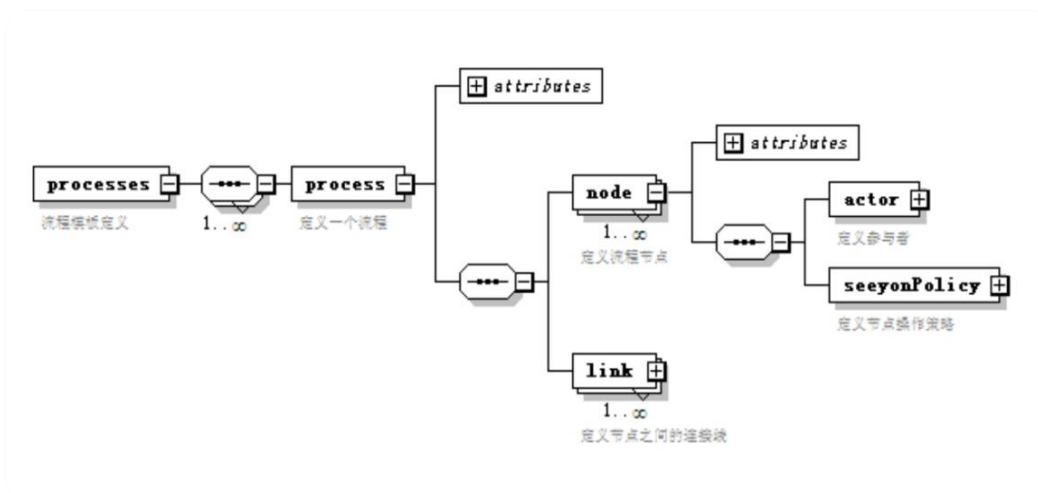 attributes
attributes
processes
流程模板定义
1..∞
process
定义一个流程
node
1..∞
定义流程节点
actor
定义参与者
seeyonPolicy
定义节点操作策略
link
1..∞
定义节点之间的连接线